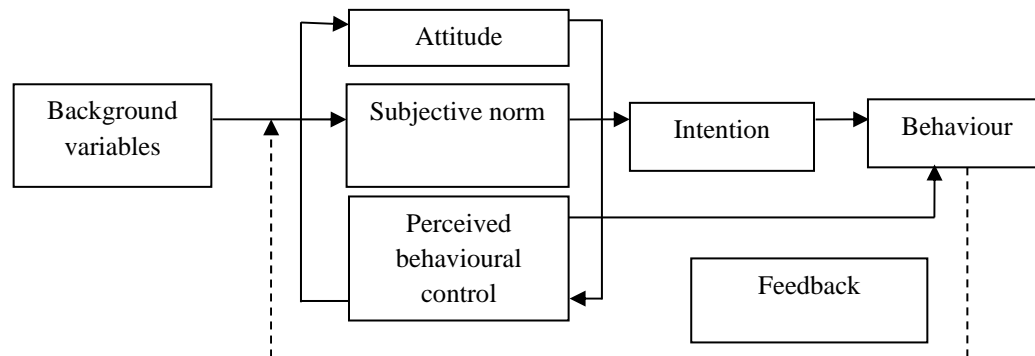 Attitude
Background
variables
Subjective norm
Intention
Behaviour
Perceived
behavioural
control
Feedback